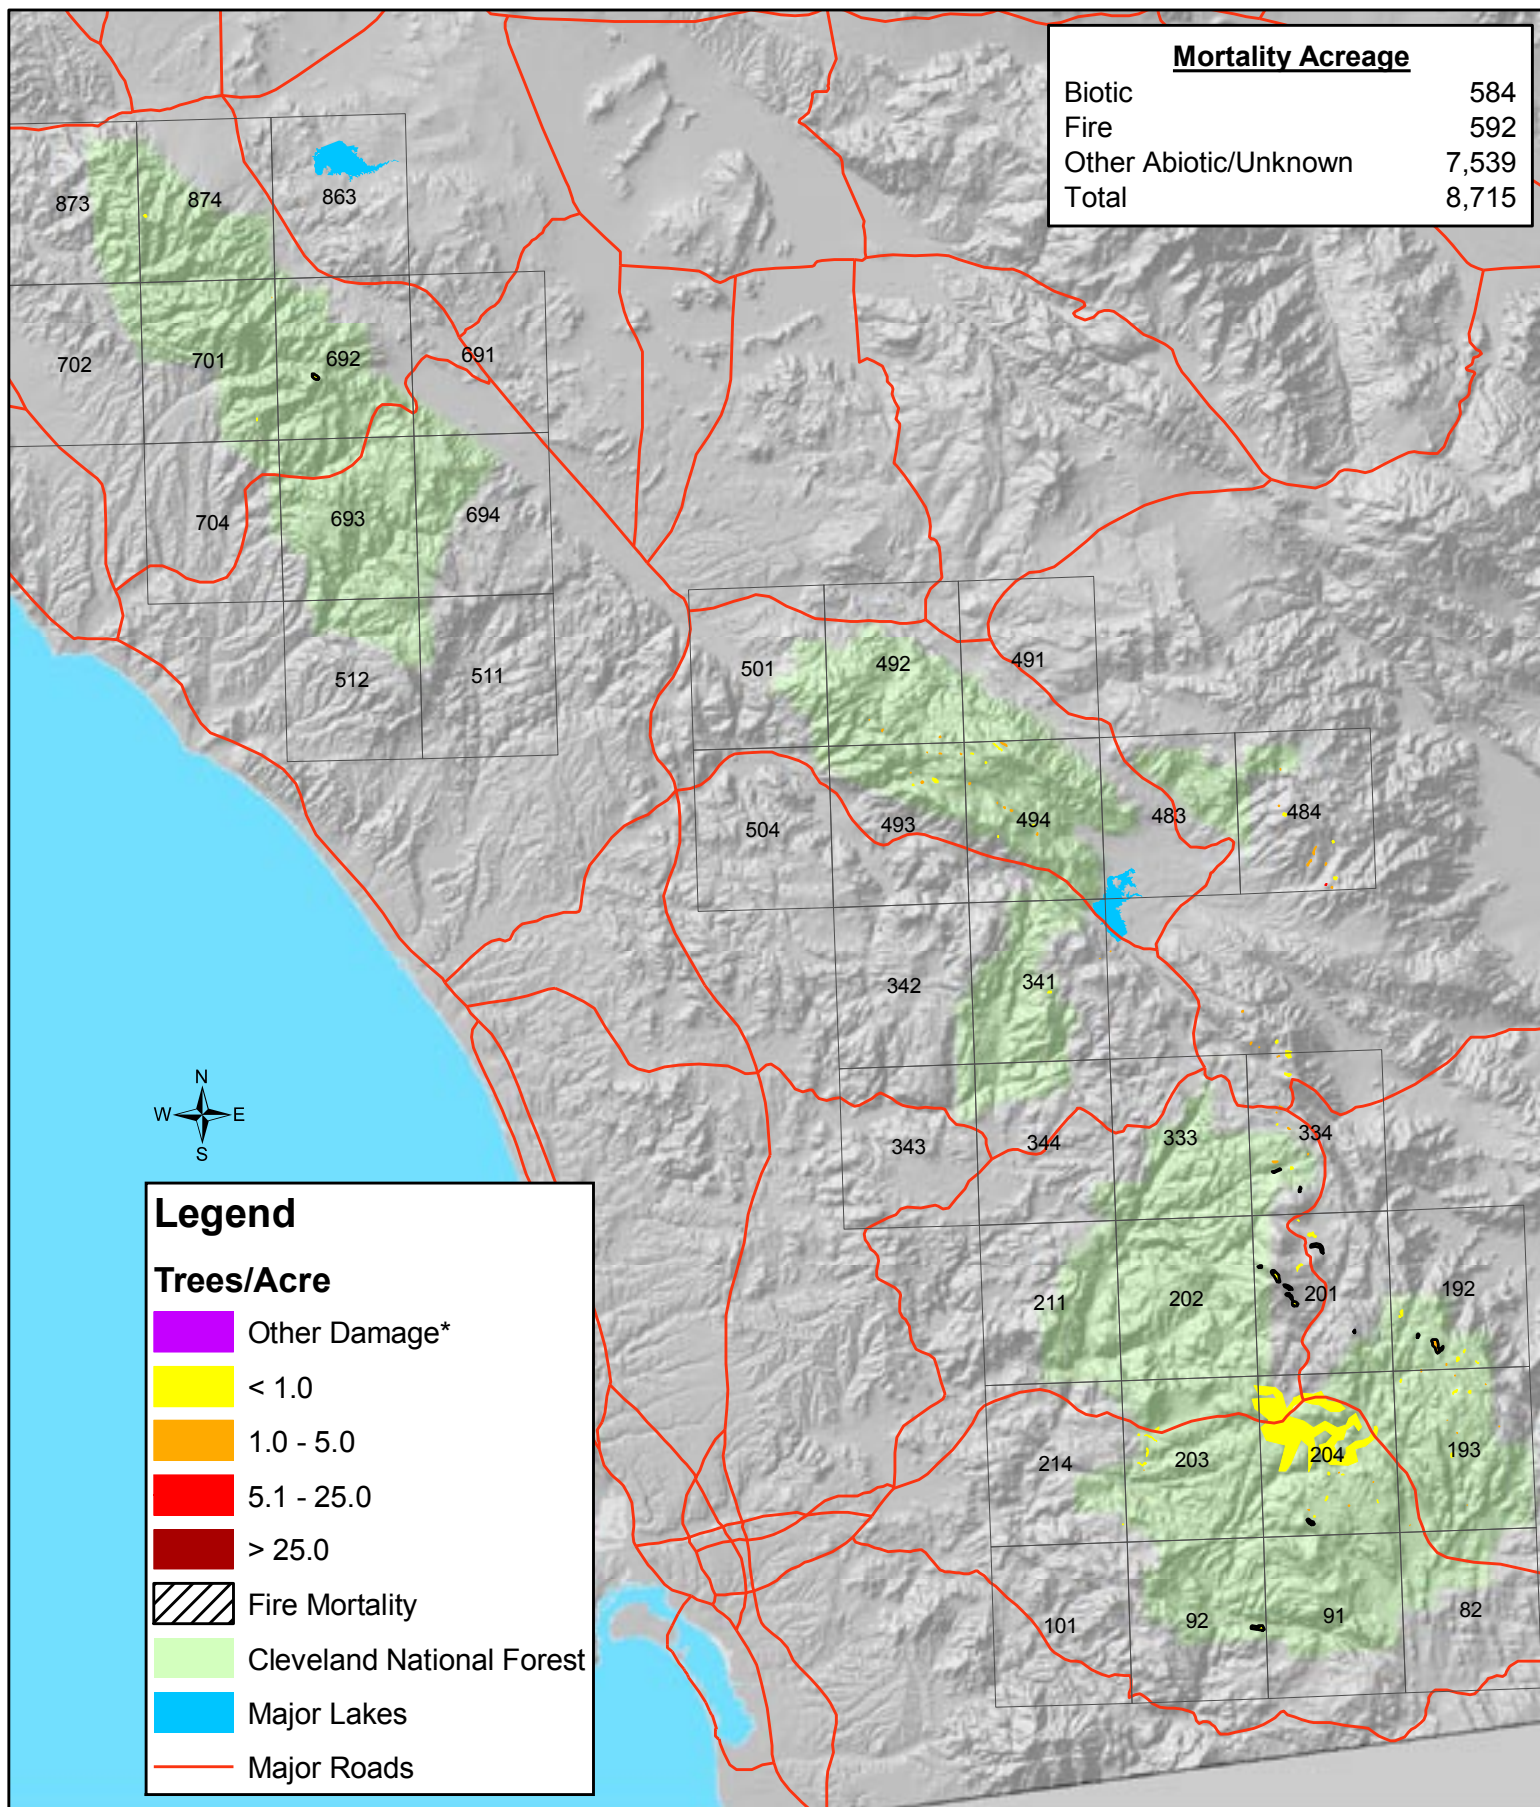 Mortality Acreage
Biotic 584
Fire 592
Other Abiotic/Unknown 7,539
Total 8,715
873
874
863
702
701
692
691
704
693
694
512
511
501
492
491
504
493
494
483
484
342
341
343
344
333
334
211
202
201
192
214
203
204
193
101
92
91
82
N
W E
S
Legend
Trees/Acre
Other Damage*
< 1.0
1.0 - 5.0
5.1 - 25.0
> 25.0
Fire Mortality
Cleveland National Forest
Major Lakes
Major Roads